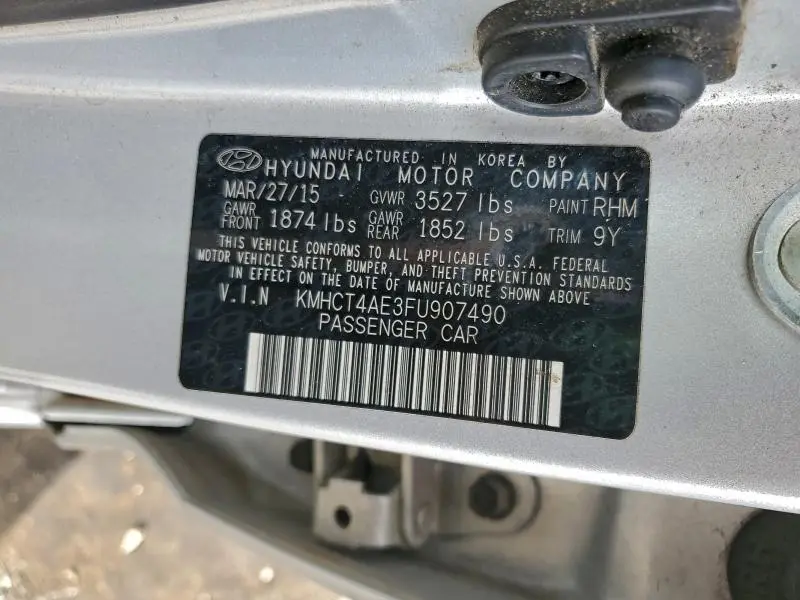 MANUFACTURED IN KOREA BY
HYUNDAI MOTOR COMPANY
MAR/27/15 GVWR 3527 lbs PAINT RHM
GAWR FRONT 1874 lbs GAWR REAR 1852 lbs TRIM 9Y
THIS VEHICLE CONFORMS TO ALL APPLICABLE U.S.A. FEDERAL
MOTOR VEHICLE SAFETY, BUMPER, AND THEFT PREVENTION STANDARDS
IN EFFECT ON THE DATE OF MANUFACTURE SHOWN ABOVE
V.I.N KMHCT4AE3FU907490
PASSENGER CAR